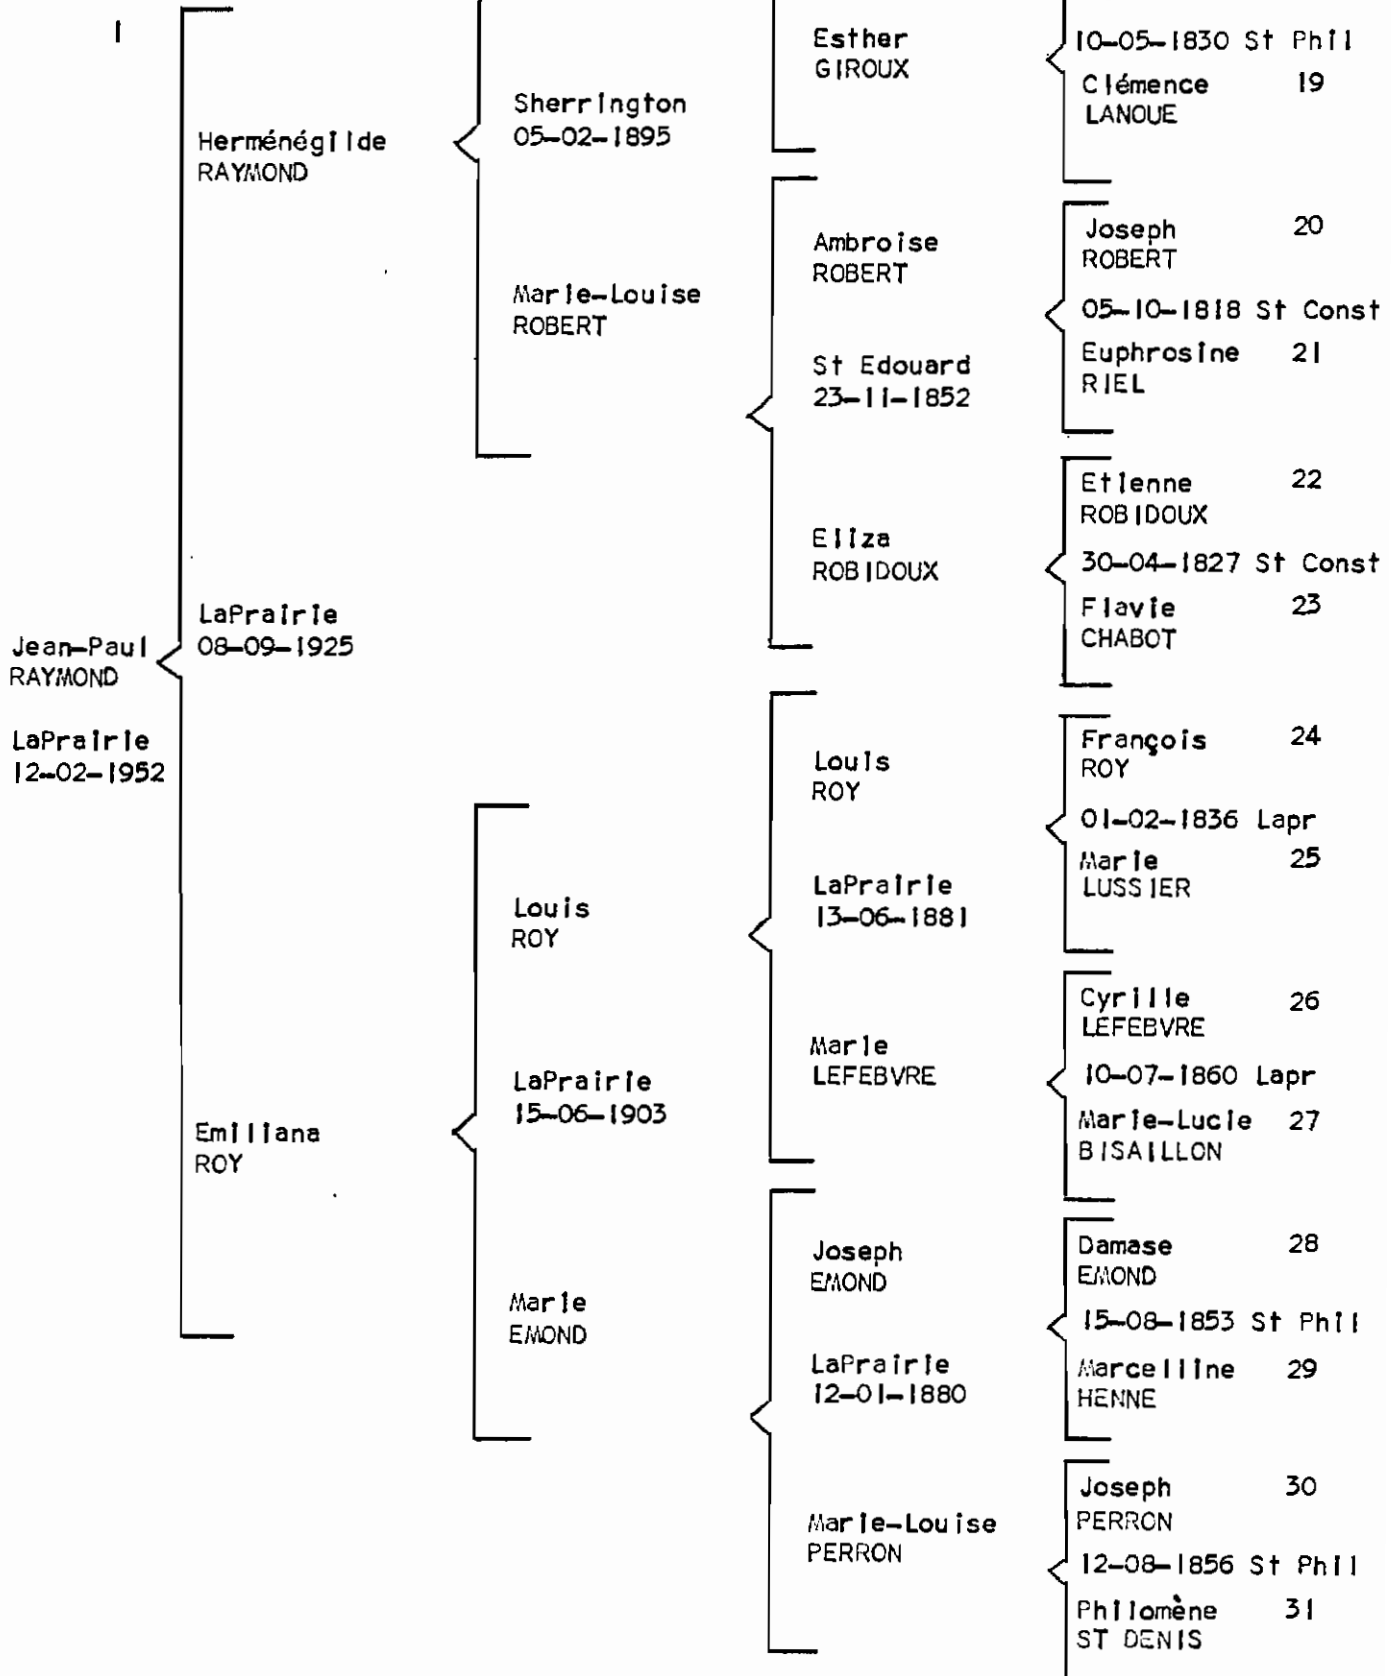 1
Herménégilde
RAYMOND
LaPrairie
08-09-1925
Jean-Paul
RAYMOND
LaPrairie
12-02-1952
Emiliana
ROY
Sherrington
05-02-1895
Marie-Louise
ROBERT
Louis
ROY
LaPrairie
15-06-1903
Marie
EMOND
Esther
GIROUX
Ambroise
ROBERT
St Edouard
23-11-1852
Eliza
ROBIDOUX
Louis
ROY
LaPrairie
13-06-1881
Marie
LEFEBVRE
Joseph
EMOND
LaPrairie
12-01-1880
Marie-Louise
PERRON
10-05-1830 St Phil
Clémence 19
LANOUE
Joseph 20
ROBERT
05-10-1818 St Const
Euphrosine 21
RIEL
Etienne 22
ROBIDOUX
30-04-1827 St Const
Flavie 23
CHABOT
François 24
ROY
01-02-1836 Lapr
Marie 25
LUSSIER
Cyrille 26
LEFEBVRE
10-07-1860 Lapr
Marie-Lucie 27
BISAILLON
Damase 28
EMOND
15-08-1853 St Phil
Marcelline 29
HENNE
Joseph 30
PERRON
12-08-1856 St Phil
Philomène 31
ST DENIS